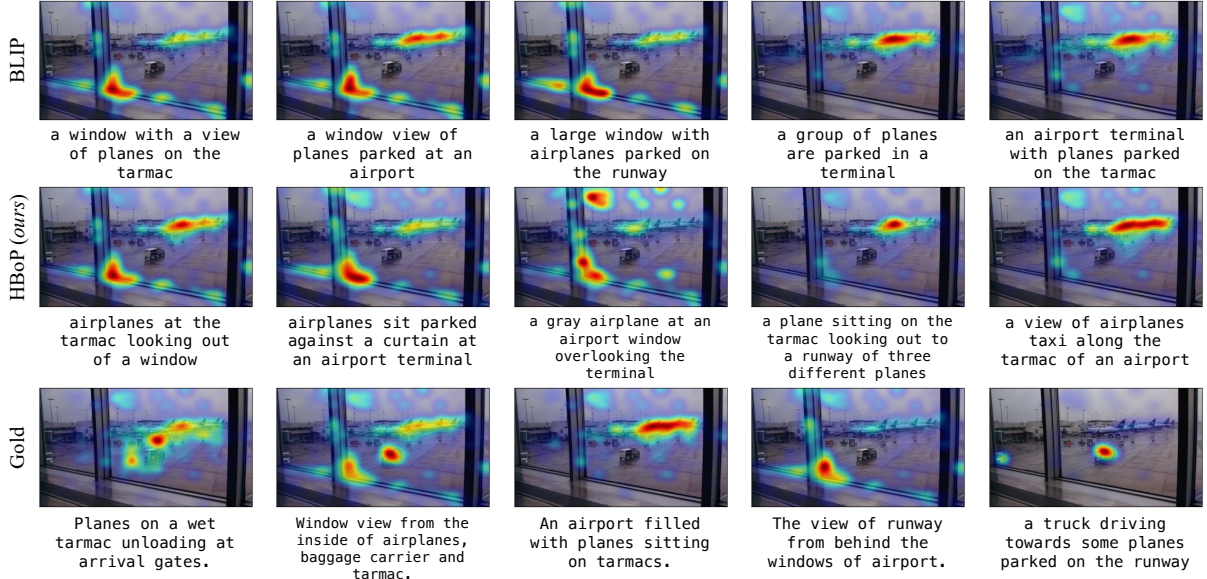 BLIP
a window with a view
of planes on the
tarmac
a window view of
planes parked at an
airport
a large window with
airplanes parked on
the runway
a group of planes
are parked in a
terminal
an airport terminal
with planes parked
on the tarmac
HBoP (ours)
airplanes at the
tarmac looking out
of a window
airplanes sit parked
against a curtain at
an airport terminal
a gray airplane at an
airport window
overlooking the
terminal
a plane sitting on the
tarmac looking out to
a runway of three
different planes
a view of airplanes
taxi along the
tarmac of an airport
Gold
Planes on a wet
tarmac unloading at
arrival gates.
Window view from the
inside of airplanes,
baggage carrier and
tarmac.
An airport filled
with planes sitting
on tarmacs.
The view of runway
from behind the
windows of airport.
a truck driving
towards some planes
parked on the runway